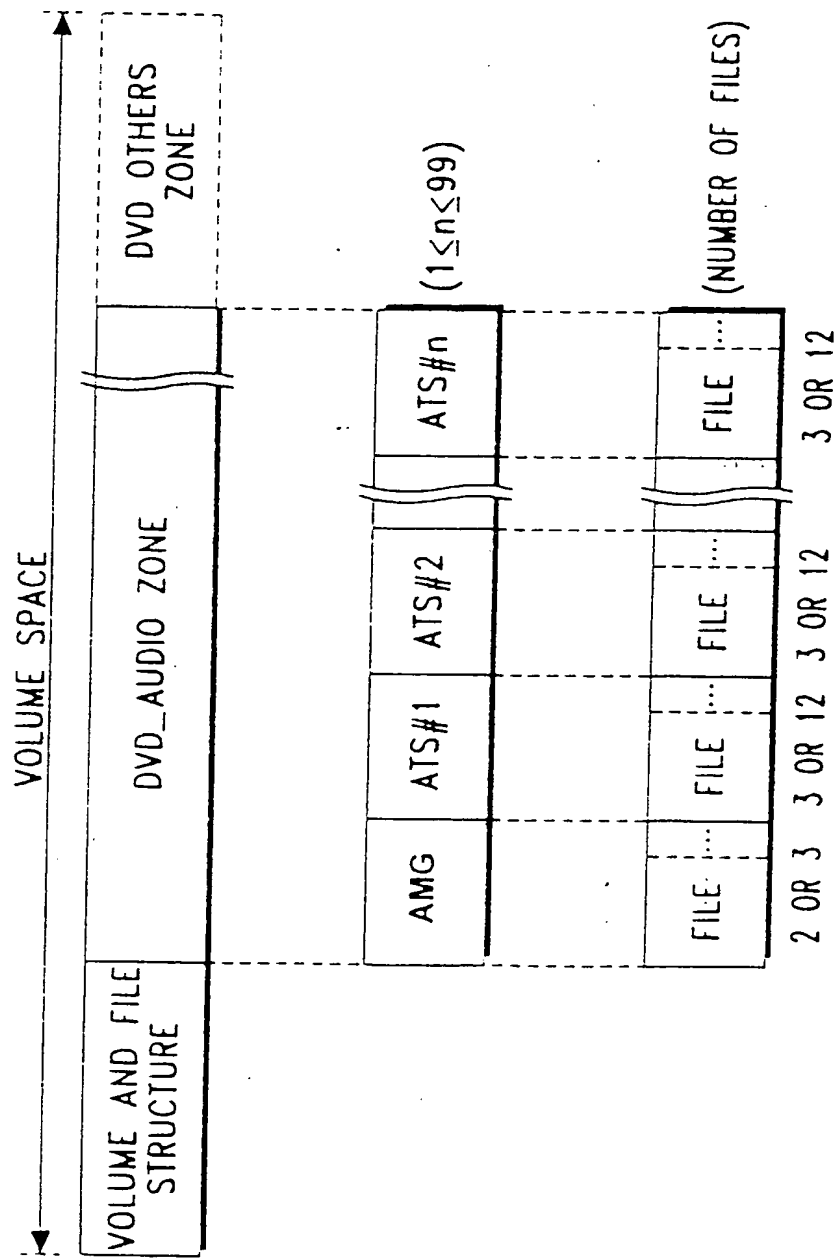 VOLUME SPACE
VOLUME AND FILE
STRUCTURE
DVD_AUDIO ZONE
DVD OTHERS
ZONE
AMG
ATS#1
ATS#2
ATS#n
(1≤n≤99)
FILE ...
FILE ...
FILE ...
FILE ...
(NUMBER OF FILES)
2 OR 3
3 OR 12
3 OR 12
3 OR 12